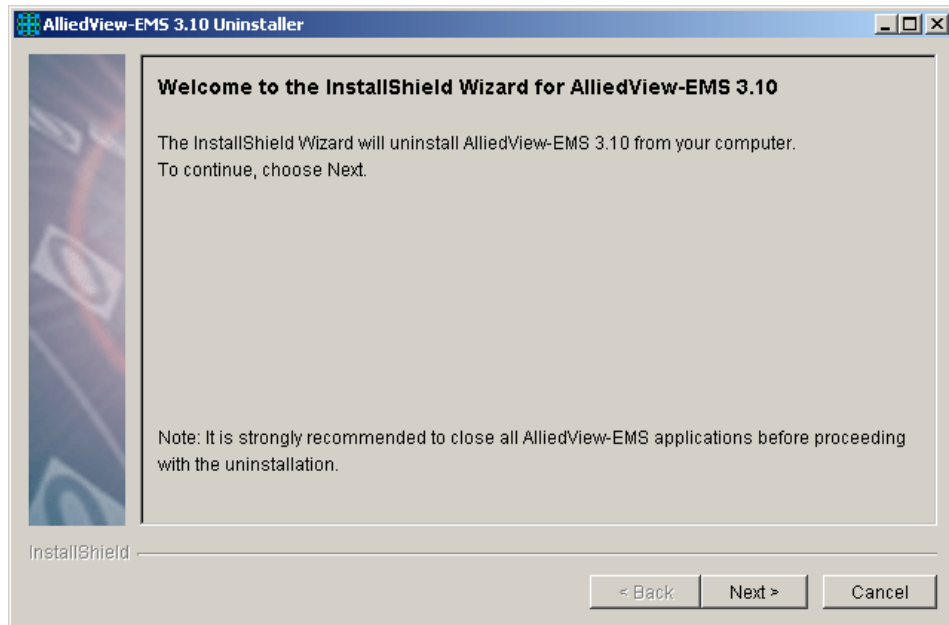 AlliedView-EMS 3.10 Uninstaller
Welcome to the InstallShield Wizard for AlliedView-EMS 3.10
The InstallShield Wizard will uninstall AlliedView-EMS 3.10 from your computer.
To continue, choose Next.
Note: It is strongly recommended to close all AlliedView-EMS applications before proceeding
with the uninstallation.
InstallShield
< Back
Next >
Cancel